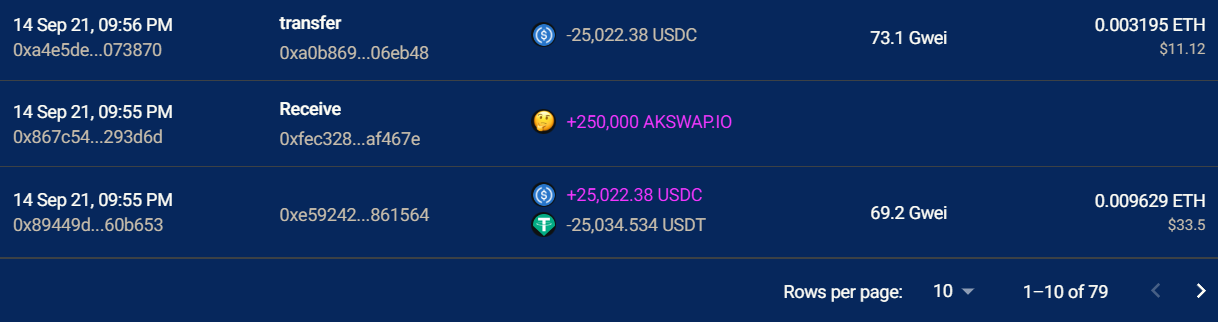 14 Sep 21, 09:56 PM transfer -25,022.38 USDC 73.1 Gwei 0.003195 ETH
0xa4e5de...073870 0xa0b869...06eb48 $11.12
14 Sep 21, 09:55 PM Receive +250,000 AKSWAP.IO
0x867c54...293d6d 0xfec328...af467e
14 Sep 21, 09:55 PM 0xe59242...861564 +25,022.38 USDC 69.2 Gwei 0.009629 ETH
0x89449d...60b653 -25,034.534 USDT $33.5
Rows per page: 10 1–10 of 79